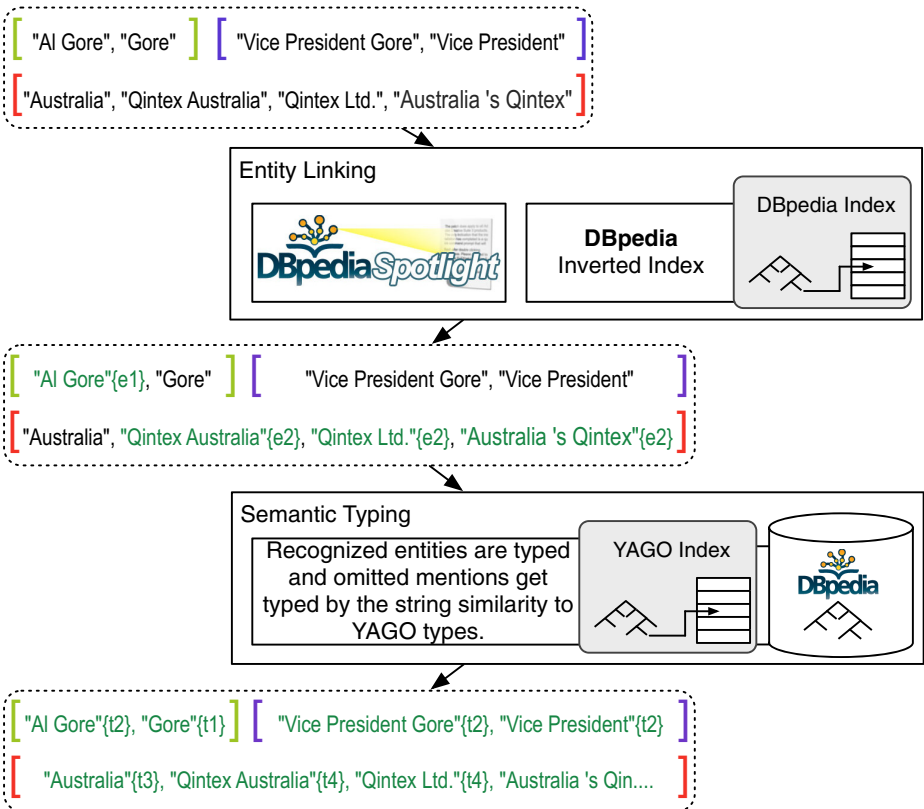 [ "Al Gore", "Gore" ] [ "Vice President Gore", "Vice President" ]
["Australia", "Qintex Australia", "Qintex Ltd.", "Australia 's Qintex"]
Entity Linking
DBpedia Spotlight
DBpedia
Inverted Index
DBpedia Index
[ "Al Gore"{e1}, "Gore" ] [ "Vice President Gore", "Vice President" ]
["Australia", "Qintex Australia"{e2}, "Qintex Ltd."{e2}, "Australia 's Qintex"{e2}]
Semantic Typing
Recognized entities are typed
and omitted mentions get
typed by the string similarity to
YAGO types.
YAGO Index
DBpedia
[ "Al Gore"{t2}, "Gore"{t1} ] [ "Vice President Gore"{t2}, "Vice President"{t2} ]
[ "Australia"{t3}, "Qintex Australia"{t4}, "Qintex Ltd."{t4}, "Australia 's Qin.... ]